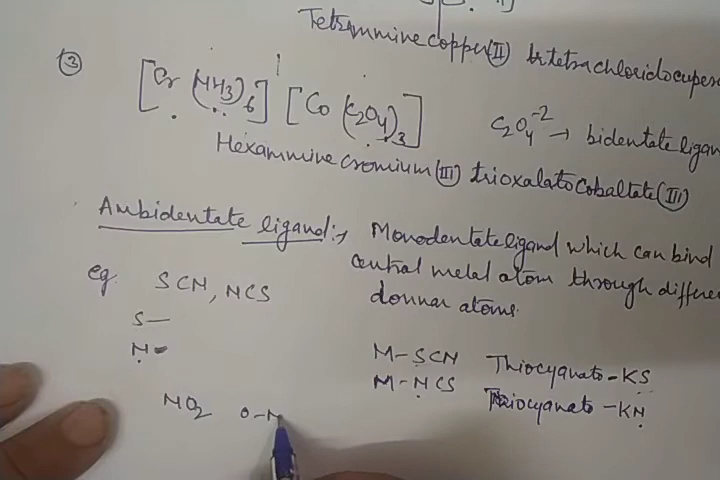 Tetrammine copper (II) tetrachloridocupera
③ [Cr (NH3)6] [Co (C2O4)3]
C2O4-2 → bidentate ligan
Hexammine cromium (III) trioxalato cobaltate (III)
Ambidentate ligand :→ Monodentate ligand which can bind
central metal atom through differe
donnar atoms.
eg. SCN, NCS
S—
N—
M-SCN Thiocyanato-KS
M-NCS Thiocyanato-KN
NO2 O-N